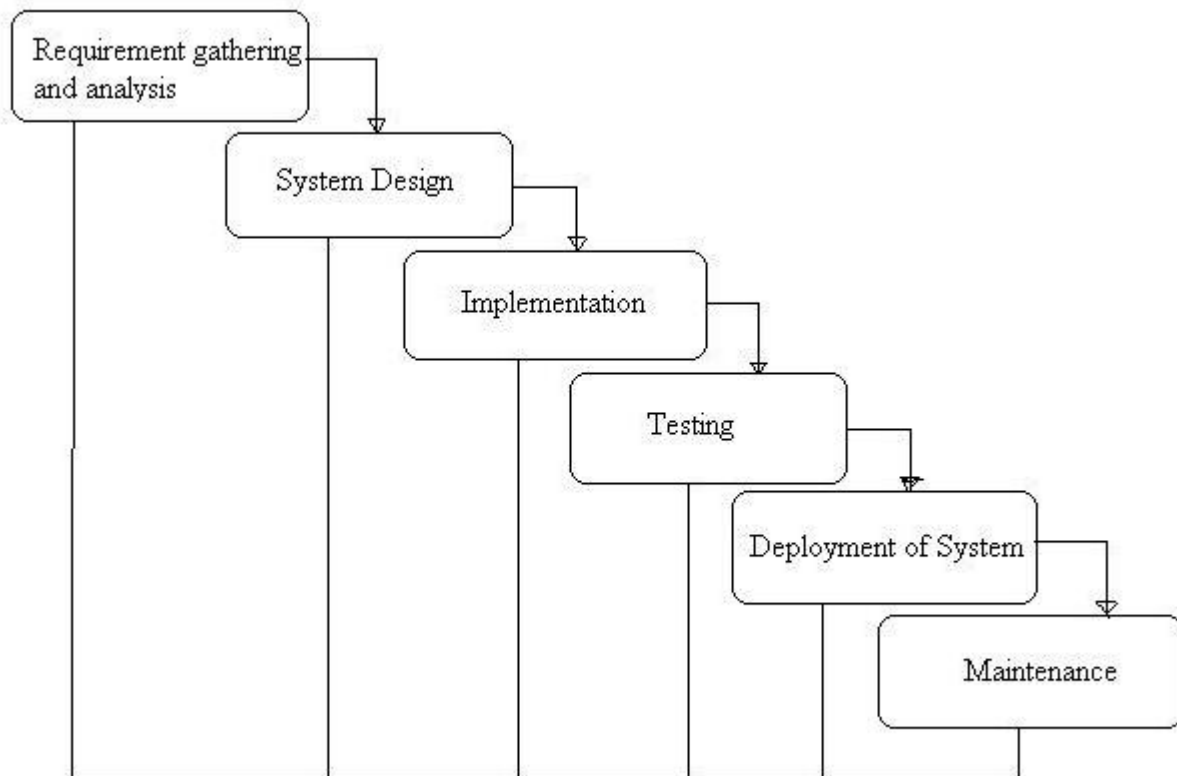 Requirement gathering
and analysis
System Design
Implementation
Testing
Deployment of System
Maintenance